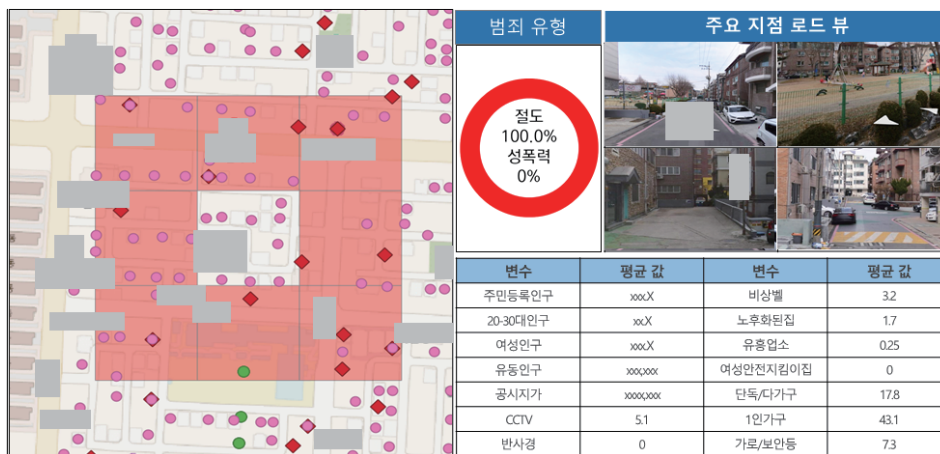 범죄 유형
주요 지점 로드 뷰
절도
100.0%
성폭력
0%
변수 평균 값 변수 평균 값
주민등록인구 xxx.X 비상벨 3.2
20-30대인구 xx.X 노후화된집 1.7
여성인구 xxx.X 유흥업소 0.25
유동인구 xxx,xxx 여성안전지킴이집 0
공시지가 xxxx,xxx 단독/다가구 17.8
CCTV 5.1 1인가구 43.1
반사경 0 가로/보안등 7.3